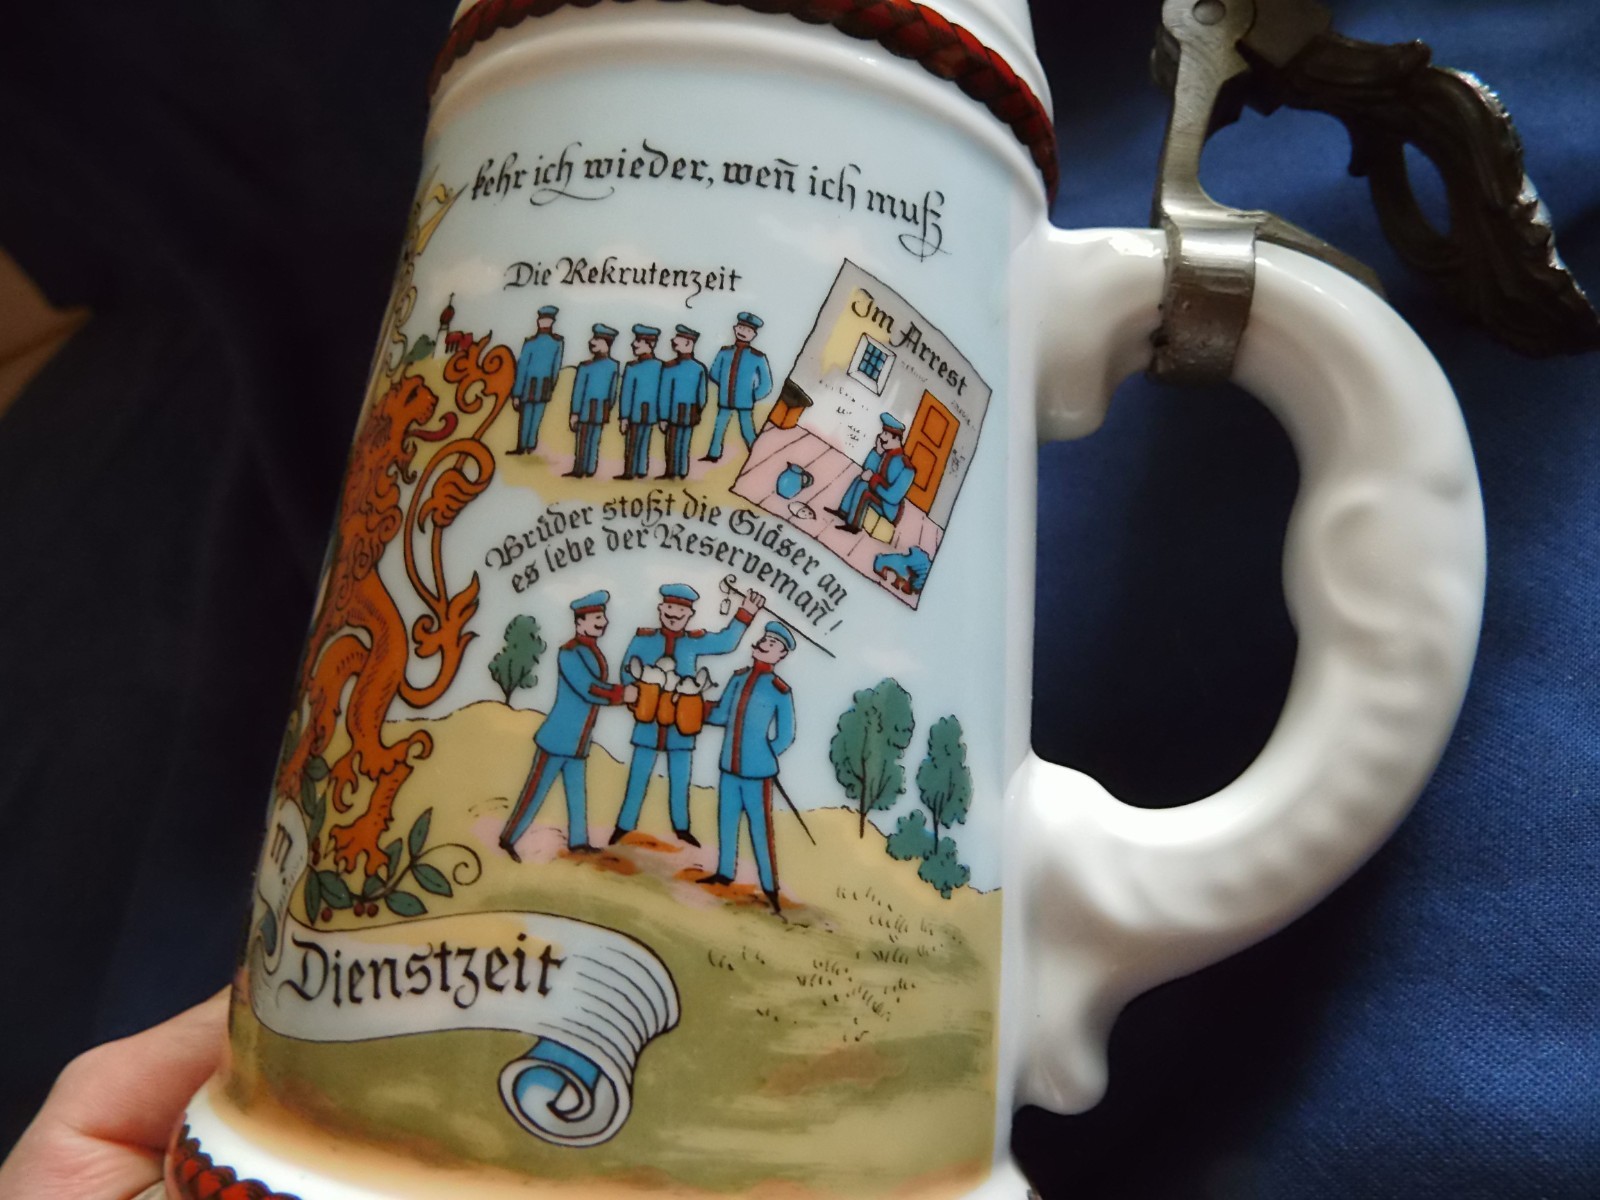 kehr ich wieder, weñ ich muß
Die Rekrutenzeit
Im Arrest
Brüder stoßt die Gläser an
es lebe der Reservemañ!
m
Dienstzeit